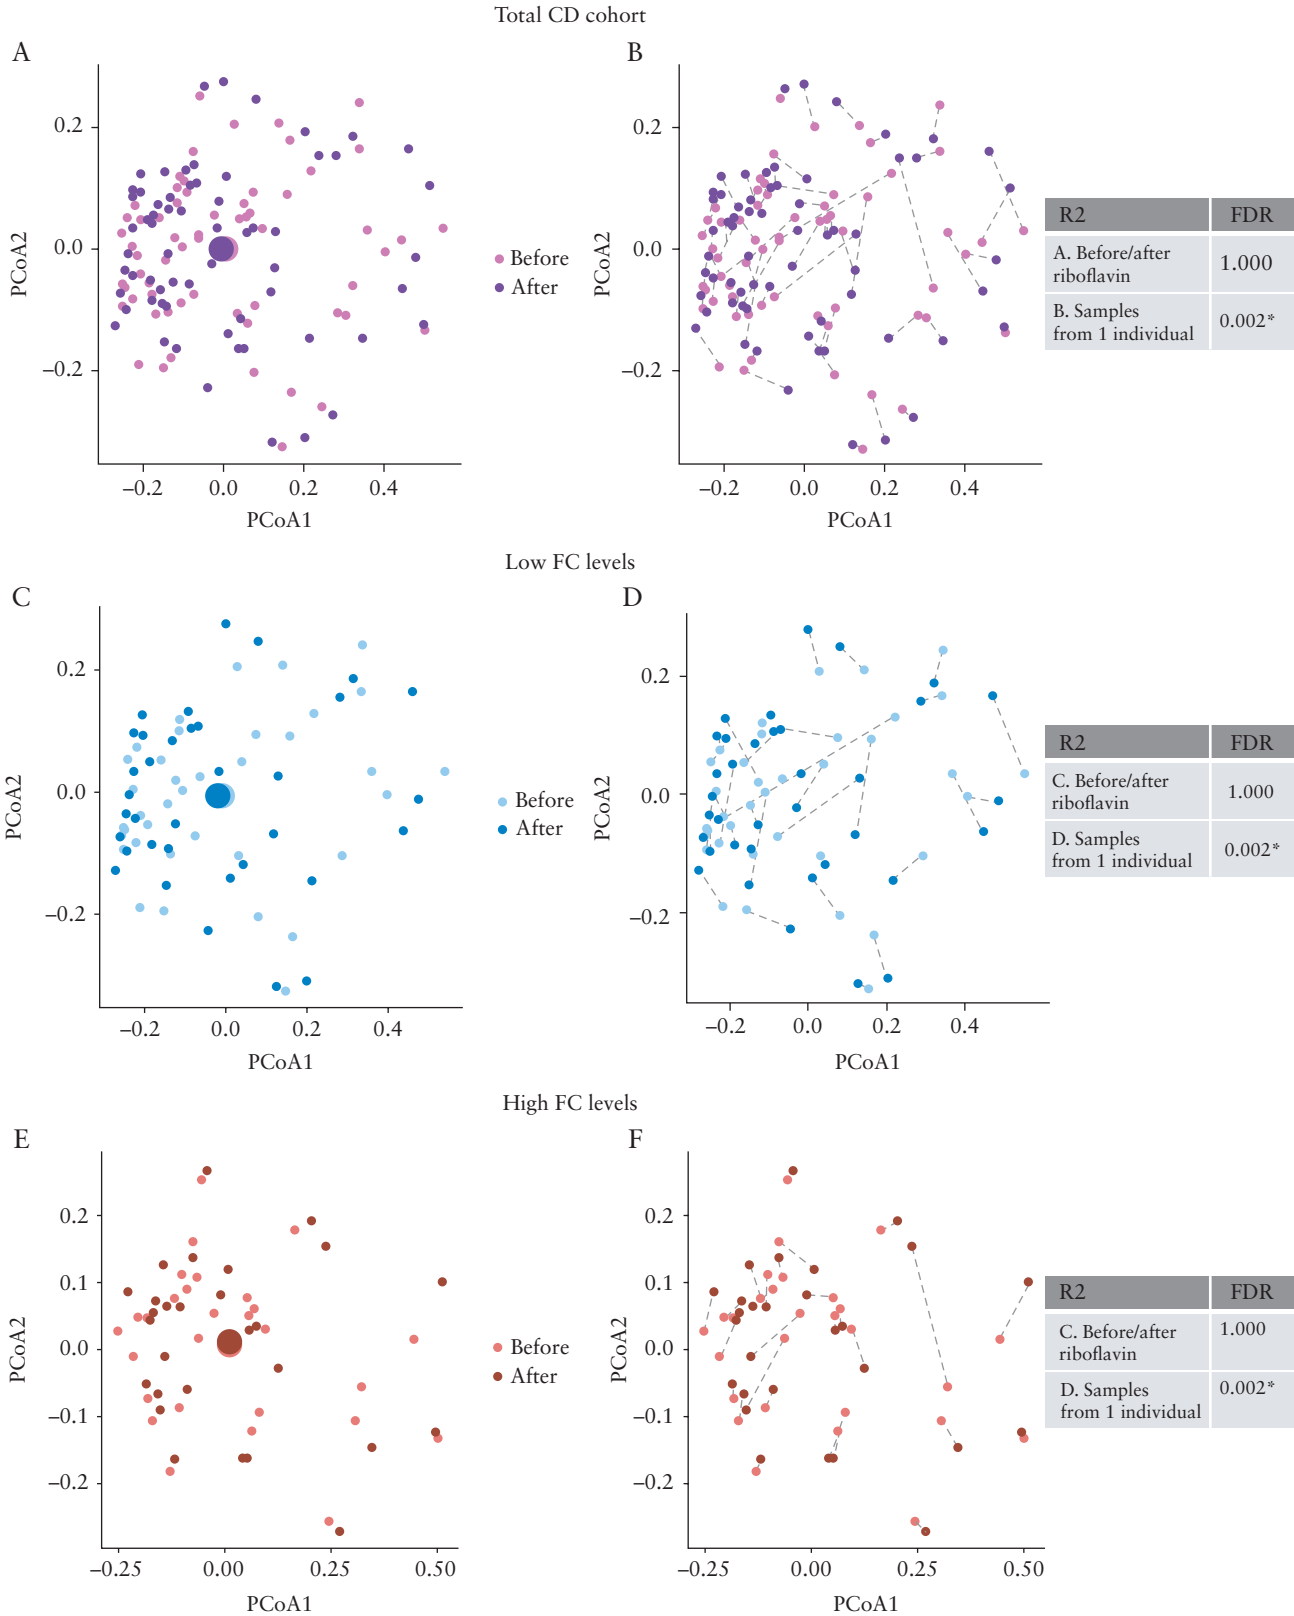 Total CD cohort
A
B
0.2
0.0
−0.2
PCoA2
−0.2
0.0
0.2
0.4
PCoA1
Before
After
0.2
0.0
−0.2
PCoA2
−0.2
0.0
0.2
0.4
PCoA1
R2 FDR
A. Before/after
riboflavin
1.000
B. Samples
from 1 individual
0.002*
Low FC levels
C
D
0.2
0.0
−0.2
PCoA2
−0.2
0.0
0.2
0.4
PCoA1
Before
After
0.2
0.0
−0.2
PCoA2
−0.2
0.0
0.2
0.4
PCoA1
R2 FDR
C. Before/after
riboflavin
1.000
D. Samples
from 1 individual
0.002*
High FC levels
E
F
0.2
0.1
0.0
−0.1
−0.2
PCoA2
−0.25
0.00
0.25
0.50
PCoA1
Before
After
0.2
0.1
0.0
−0.1
−0.2
PCoA2
−0.25
0.00
0.25
0.50
PCoA1
R2 FDR
C. Before/after
riboflavin
1.000
D. Samples
from 1 individual
0.002*